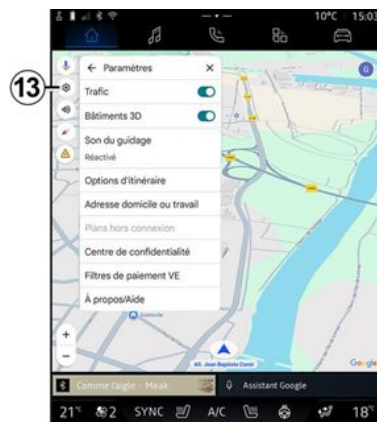 10°C 15:03
13
← Paramètres ×
G
Trafic
Bâtiments 3D
Son du guidage
Réactivé
Options d'itinéraire
Adresse domicile ou travail
Plans hors connexion
Centre de confidentialité
Filtres de paiement VE
À propos/Aide
+
−
All. Jean Baptiste Corot
Google
Comme l'aigle - Meak
Assistant Google
21° 2 SYNC A/C 18°